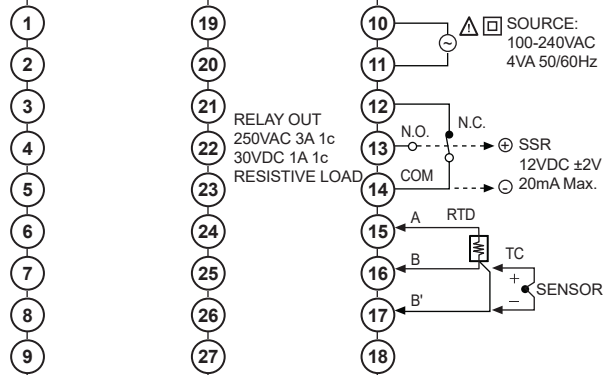 1 19 10 SOURCE:
100-240VAC
2 20 11 4VA 50/60Hz
3 21 12
RELAY OUT
250VAC 3A 1c
30VDC 1A 1c
RESISTIVE LOAD
N.O. N.C.
4 22 13 SSR
12VDC ±2V
20mA Max.
5 23 14 COM
6 24 15 A RTD
7 25 16 B TC
+
SENSOR
−
8 26 17 B'
9 27 18